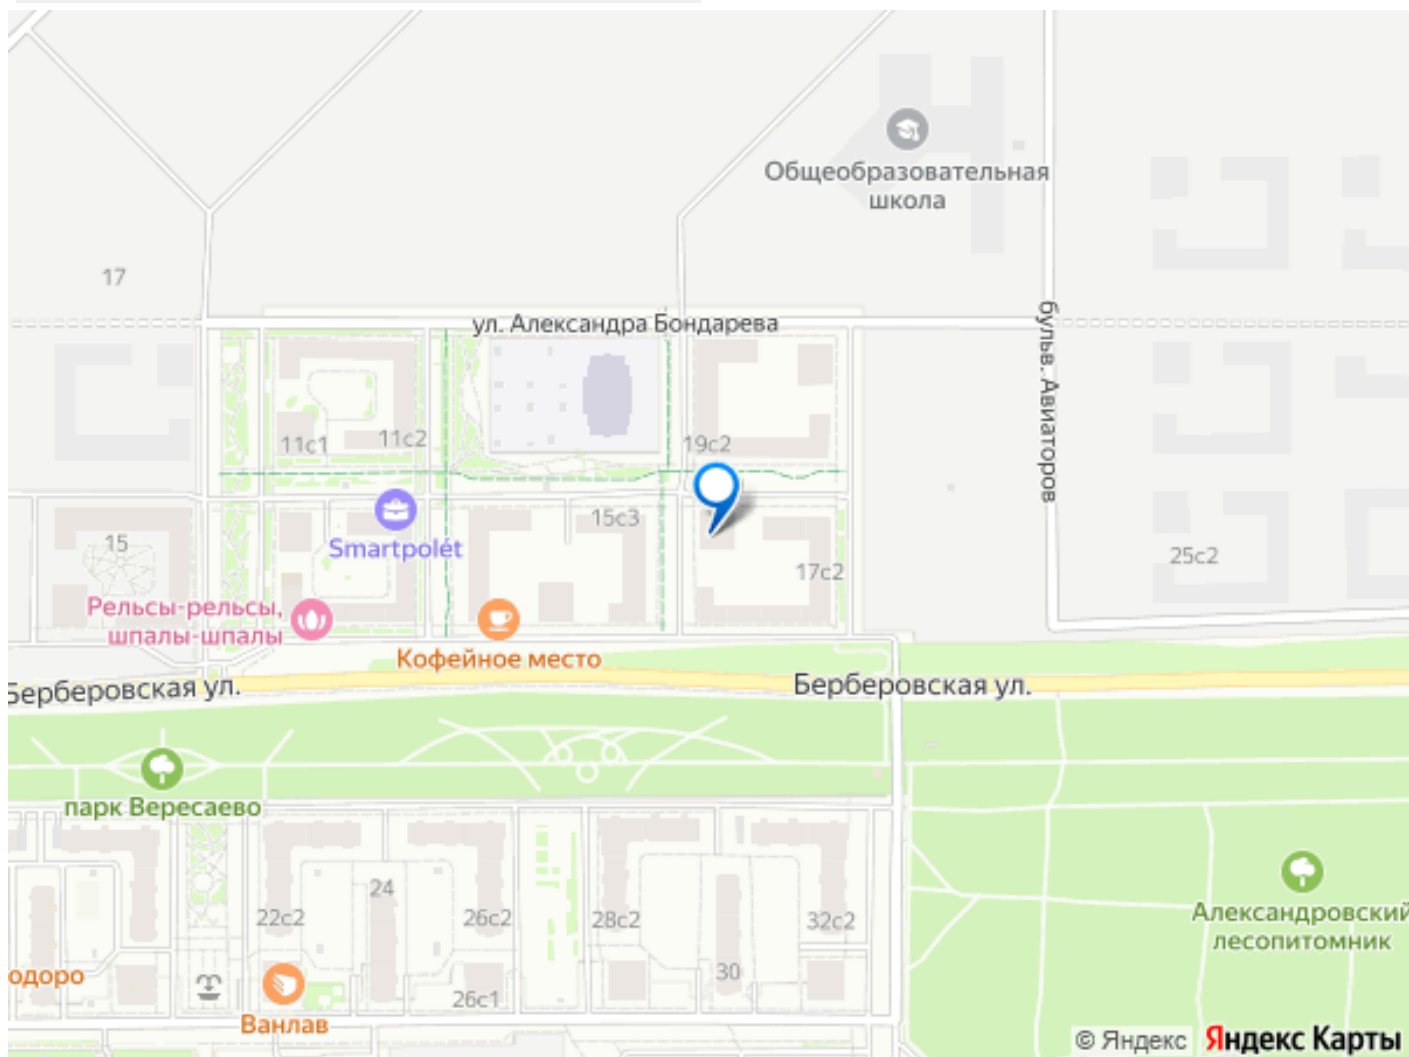 Общеобразовательная
школа
17
ул. Александра Бондарева
бульв. Авиаторов
11с1
11с2
19с2
15с3
15
Smartpolét
25с2
17с2
Рельсы-рельсы,
шпалы-шпалы
Кофейное место
Берберовская ул.
Берберовская ул.
парк Вересаево
24
22с2
26с2
28с2
32с2
Александровский
лесопитомник
одоро
30
26с1
Ванлав
© Яндекс
Яндекс Карты